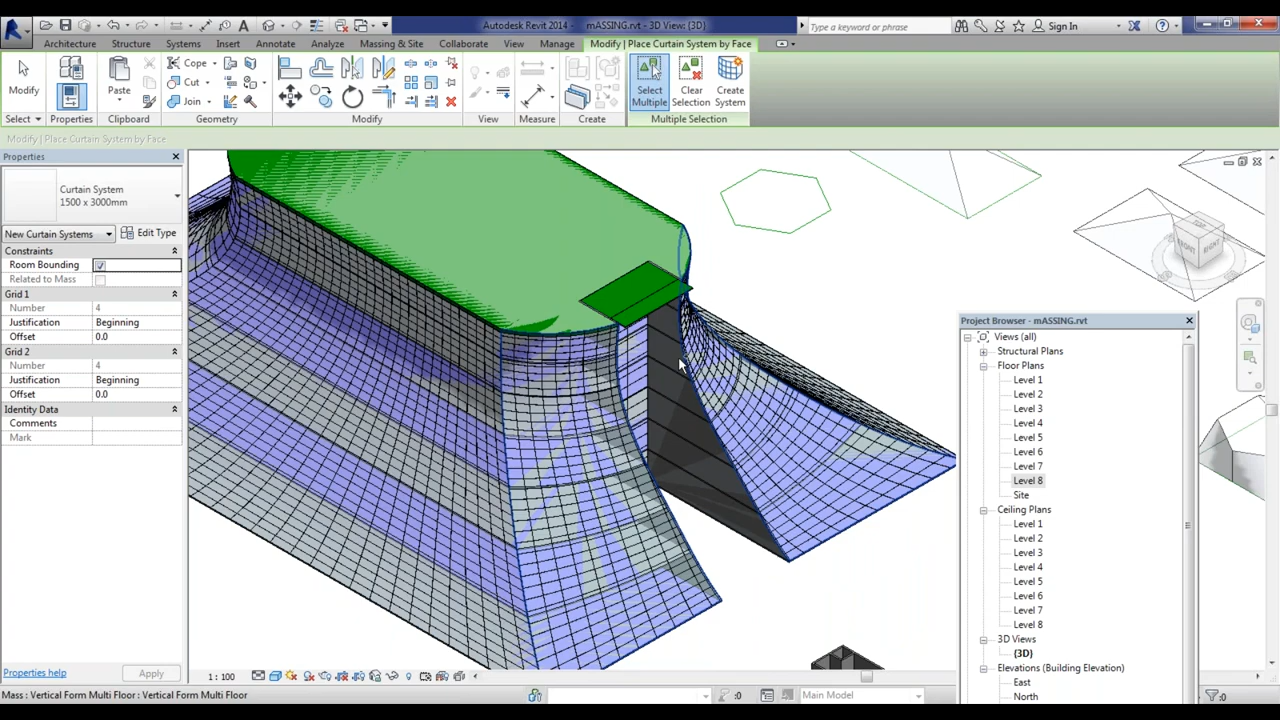 Autodesk Revit 2014 - mASSING.rvt - 3D View: {3D}
Type a keyword or phrase
Sign In
Architecture Structure Systems Insert Annotate Analyze Massing & Site Collaborate View Manage Modify | Place Curtain System by Face
Modify
Paste
Cope
Cut
Join
Select Multiple
Clear Selection
Create System
Select Properties Clipboard Geometry Modify View Measure Create Multiple Selection
Modify | Place Curtain System by Face
Properties
Curtain System
1500 x 3000mm
New Curtain Systems Edit Type
Constraints
Room Bounding
Related to Mass
Grid 1
Number 4
Justification Beginning
Offset 0.0
Grid 2
Number 4
Justification Beginning
Offset 0.0
Identity Data
Comments
Mark
Properties help Apply
FRONT
RIGHT
Project Browser - mASSING.rvt
Views (all)
Structural Plans
Floor Plans
Level 1
Level 2
Level 3
Level 4
Level 5
Level 6
Level 7
Level 8
Site
Ceiling Plans
Level 1
Level 2
Level 3
Level 4
Level 5
Level 6
Level 7
Level 8
3D Views
{3D}
Elevations (Building Elevation)
East
North
1 : 100
Mass : Vertical Form Multi Floor : Vertical Form Multi Floor
:0
Main Model
:0